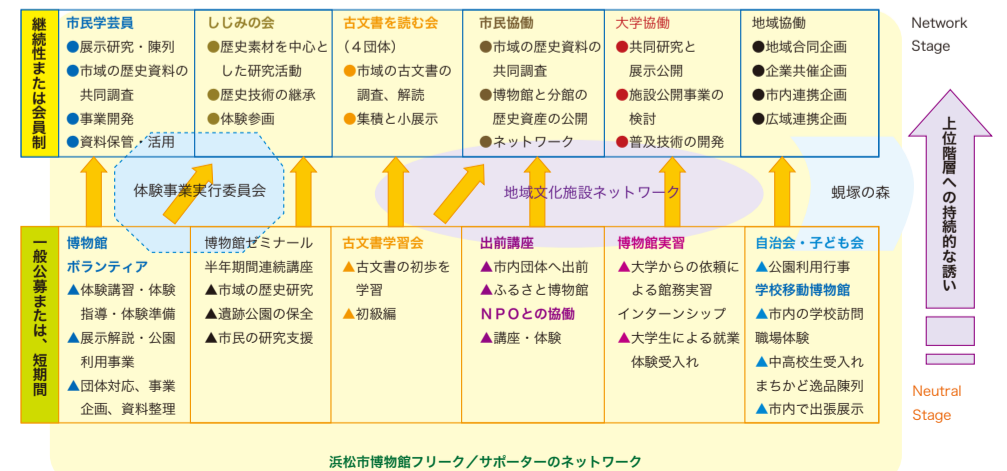 継続性または会員制
市民学芸員
●展示研究・陳列
●市域の歴史資料の
共同調査
●事業開発
●資料保管・活用
しじみの会
●歴史素材を中心と
した研究活動
●歴史技術の継承
●体験参画
古文書を読む会
(4団体)
●市域の古文書の
調査、解読
●集積と小展示
市民協働
●市域の歴史資料の
共同調査
●博物館と分館の
歴史資産の公開
●ネットワーク
大学協働
●共同研究と
展示公開
●施設公開事業の
検討
●普及技術の開発
地域協働
●地域合同企画
●企業共催企画
●市内連携企画
●広域連携企画
Network
Stage
体験事業実行委員会
地域文化施設ネットワーク
蜆塚の森
上位階層への持続的な誘い
一般公募または、短期間
博物館
ボランティア
▲体験講習・体験
指導・体験準備
▲展示解説・公園
利用事業
▲団体対応、事業
企画、資料整理
博物館ゼミナール
半年期間連続講座
▲市域の歴史研究
▲遺跡公園の保全
▲市民の研究支援
古文書学習会
▲古文書の初歩を
学習
▲初級編
出前講座
▲市内団体へ出前
▲ふるさと博物館
NPOとの協働
▲講座・体験
博物館実習
▲大学からの依頼に
よる館務実習
インターンシップ
▲大学生による就業
体験受入れ
自治会・子ども会
▲公園利用行事
学校移動博物館
▲市内の学校訪問
職場体験
▲中高校生受入れ
まちかど逸品陳列
▲市内で出張展示
Neutral
Stage
浜松市博物館フリーク/サポーターのネットワーク